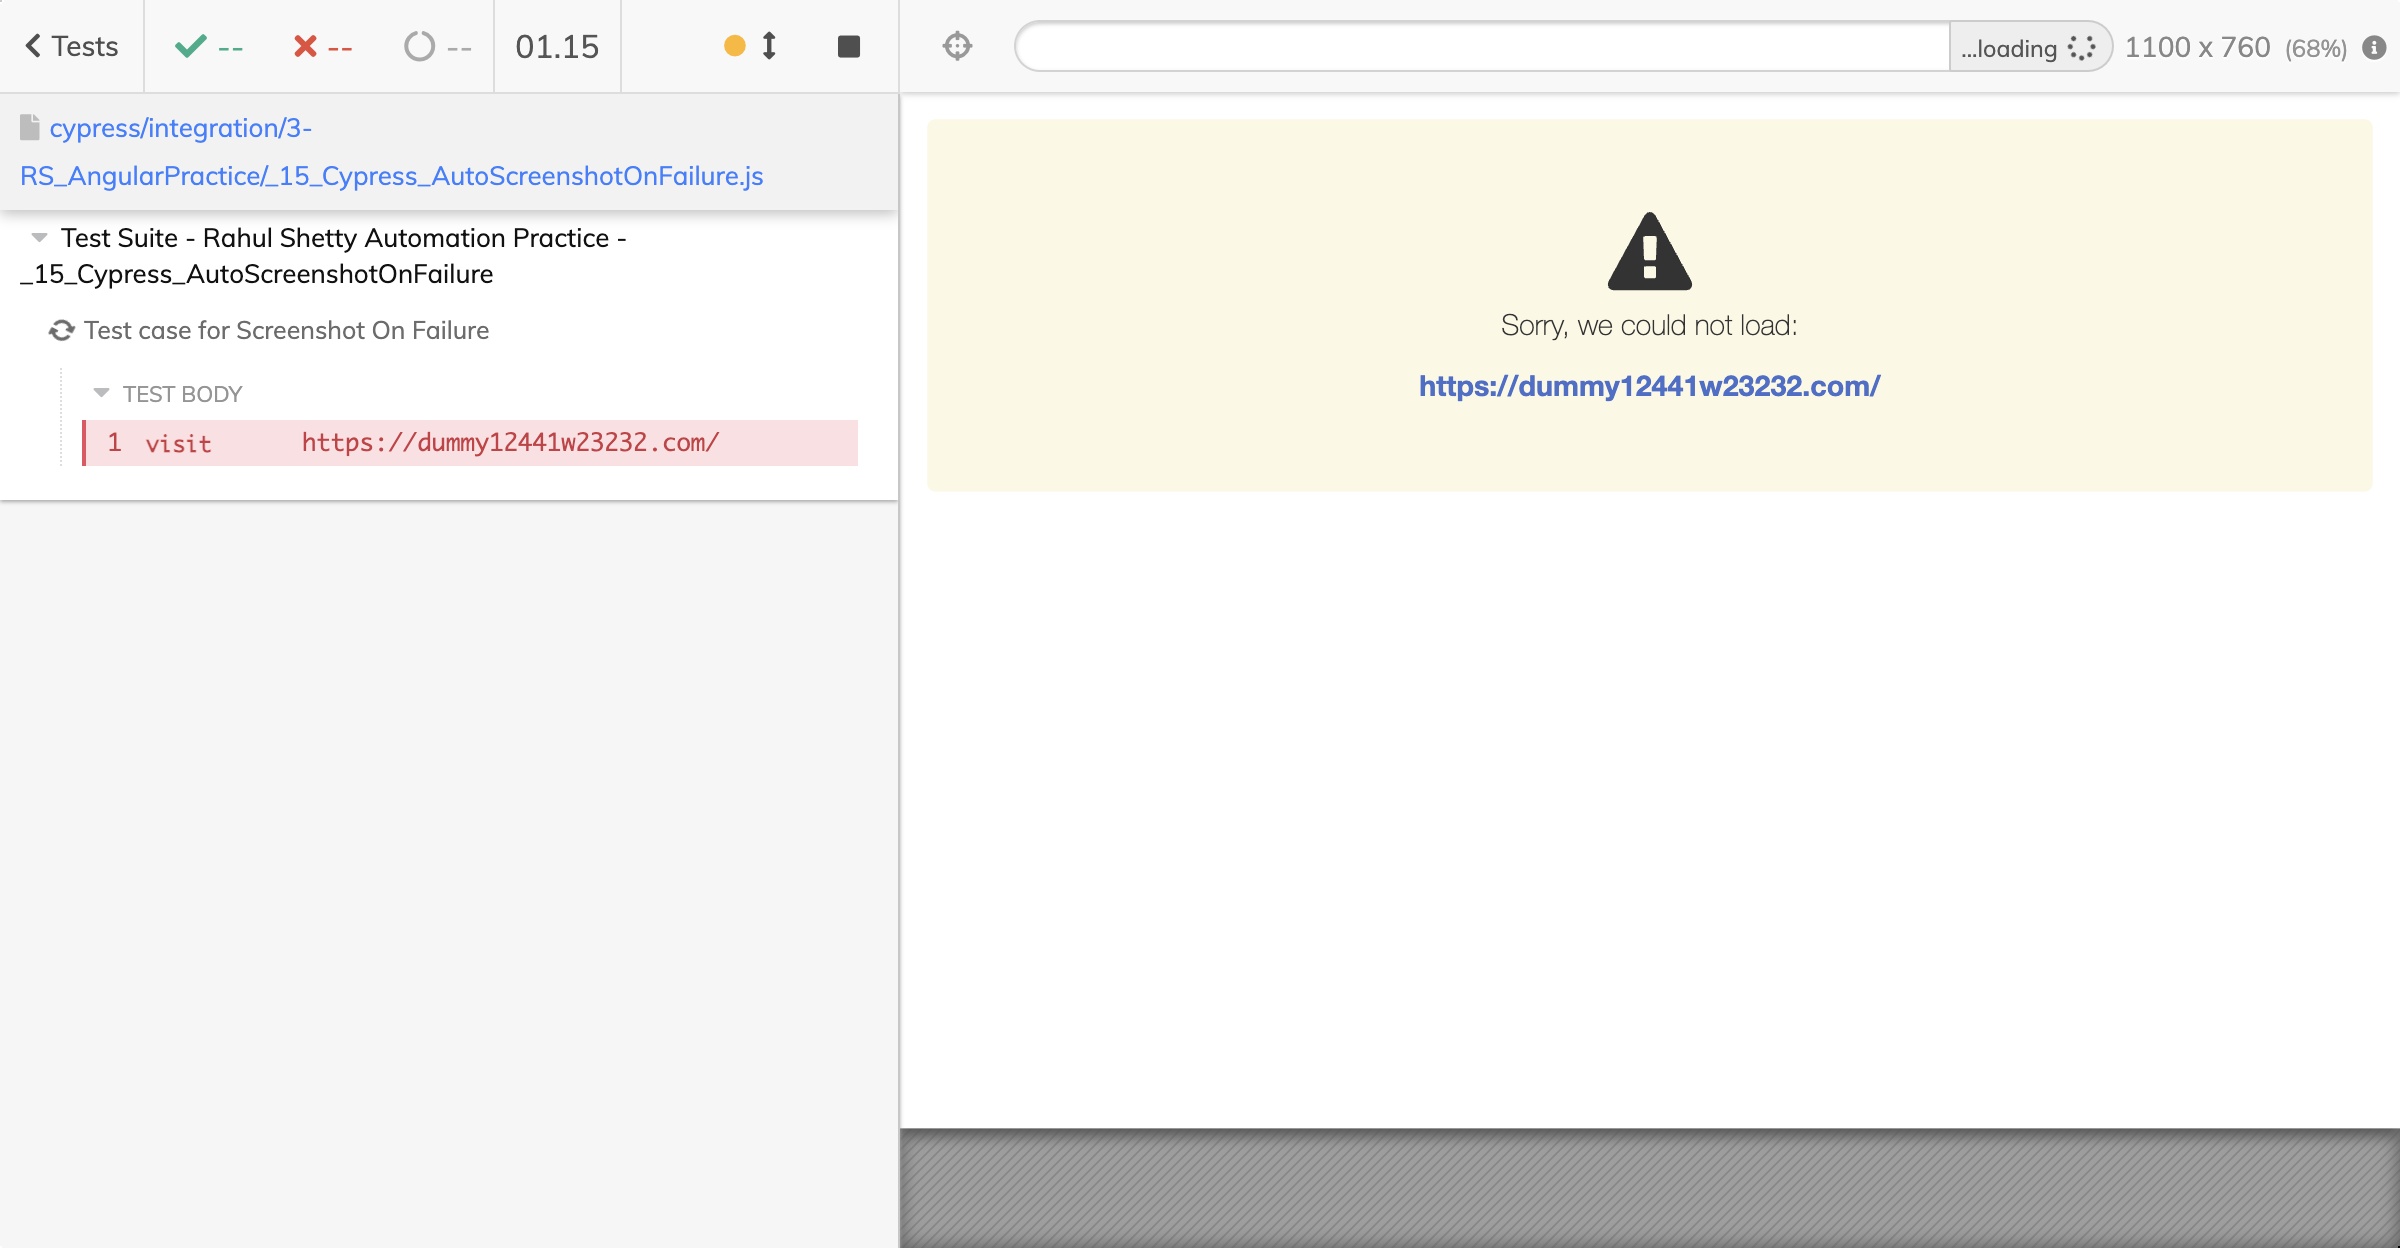 Tests -- -- -- 01.15
...loading 1100 x 760 (68%)
cypress/integration/3-
RS_AngularPractice/_15_Cypress_AutoScreenshotOnFailure.js
Test Suite - Rahul Shetty Automation Practice -
_15_Cypress_AutoScreenshotOnFailure
Test case for Screenshot On Failure
TEST BODY
1 visit https://dummy12441w23232.com/
Sorry, we could not load:
https://dummy12441w23232.com/